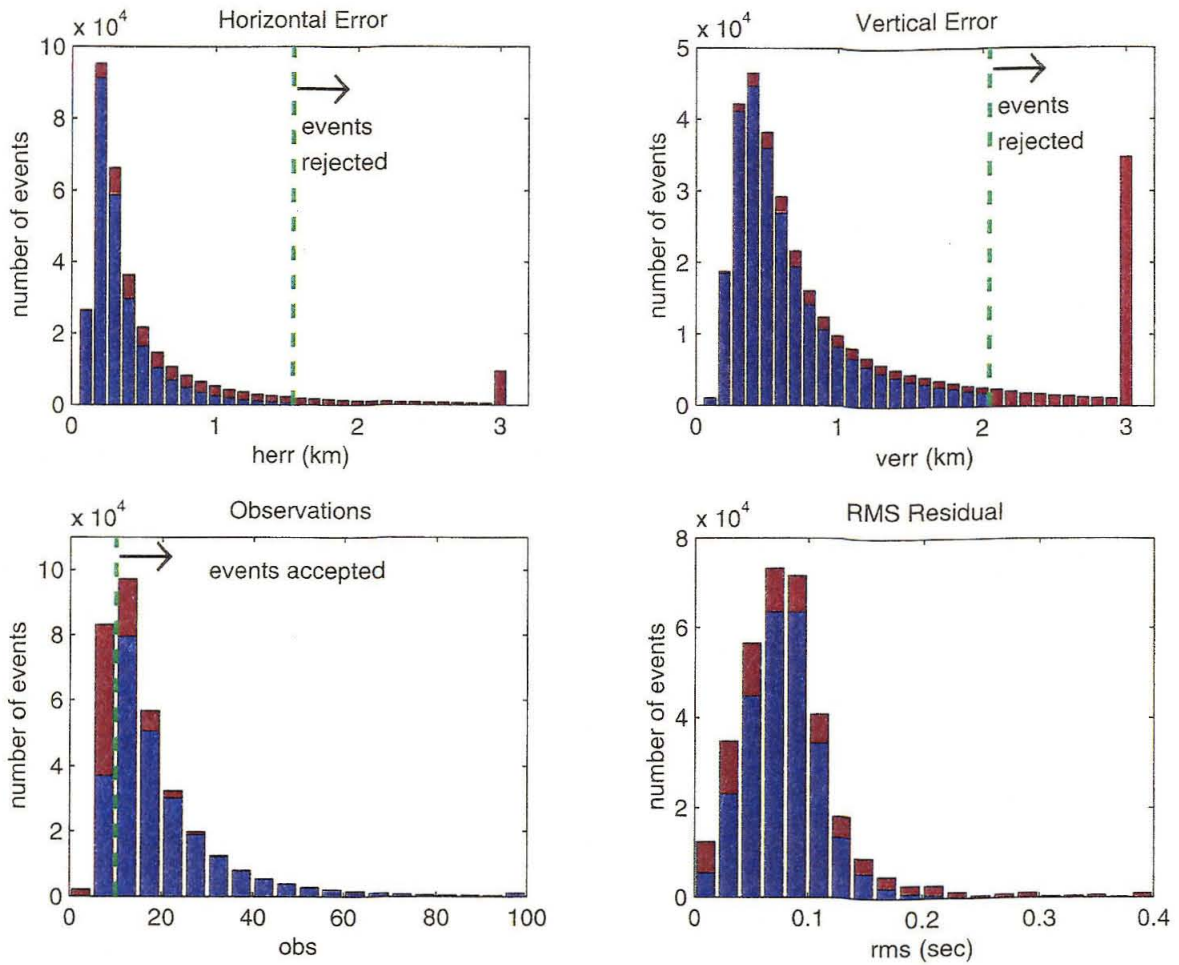 Horizontal Error
x 10^4
10
8
6
4
2
0
number of events
events
rejected
0 1 2 3
herr (km)
Vertical Error
x 10^4
5
4
3
2
1
0
number of events
events
rejected
0 1 2 3
verr (km)
Observations
x 10^4
10
8
6
4
2
0
number of events
events accepted
0 20 40 60 80 100
obs
RMS Residual
x 10^4
8
6
4
2
0
number of events
0 0.1 0.2 0.3 0.4
rms (sec)